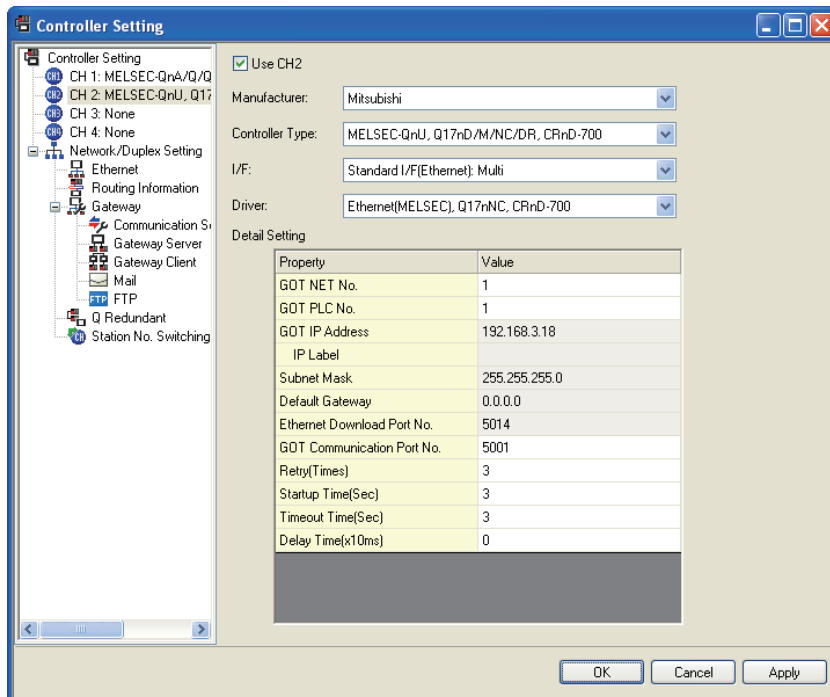 Controller Setting
Controller Setting
CH1 CH 1: MELSEC-QnA/Q/Q
CH2 CH 2: MELSEC-QnU, Q17
CH3 CH 3: None
CH4 CH 4: None
Network/Duplex Setting
Ethernet
Routing Information
Gateway
Communication S
Gateway Server
Gateway Client
Mail
FTP FTP
Q Redundant
CH Station No. Switching
Use CH2
Manufacturer: Mitsubishi
Controller Type: MELSEC-QnU, Q17nD/M/NC/DR, CRnD-700
I/F: Standard I/F(Ethernet): Multi
Driver: Ethernet(MELSEC), Q17nNC, CRnD-700
Detail Setting
Property Value
GOT NET No. 1
GOT PLC No. 1
GOT IP Address 192.168.3.18
IP Label
Subnet Mask 255.255.255.0
Default Gateway 0.0.0.0
Ethernet Download Port No. 5014
GOT Communication Port No. 5001
Retry(Times) 3
Startup Time(Sec) 3
Timeout Time(Sec) 3
Delay Time(x10ms) 0
OK Cancel Apply